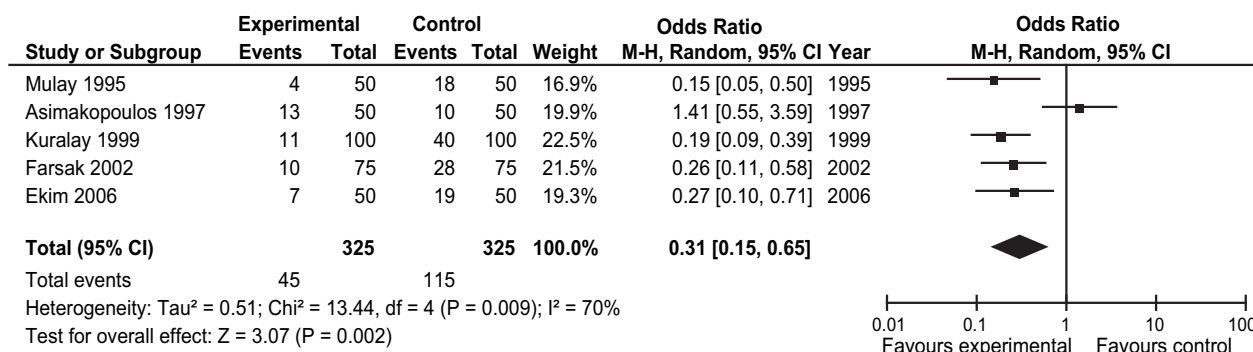 Experimental Control Odds Ratio Odds Ratio
Study or Subgroup Events Total Events Total Weight M-H, Random, 95% CI Year M-H, Random, 95% CI
Mulay 1995 4 50 18 50 16.9% 0.15 [0.05, 0.50] 1995
Asimakopoulos 1997 13 50 10 50 19.9% 1.41 [0.55, 3.59] 1997
Kuralay 1999 11 100 40 100 22.5% 0.19 [0.09, 0.39] 1999
Farsak 2002 10 75 28 75 21.5% 0.26 [0.11, 0.58] 2002
Ekim 2006 7 50 19 50 19.3% 0.27 [0.10, 0.71] 2006
Total (95% CI) 325 325 100.0% 0.31 [0.15, 0.65]
Total events 45 115
Heterogeneity: Tau² = 0.51; Chi² = 13.44, df = 4 (P = 0.009); I² = 70%
Test for overall effect: Z = 3.07 (P = 0.002)
0.01 0.1 1 10 100
Favours experimental Favours control